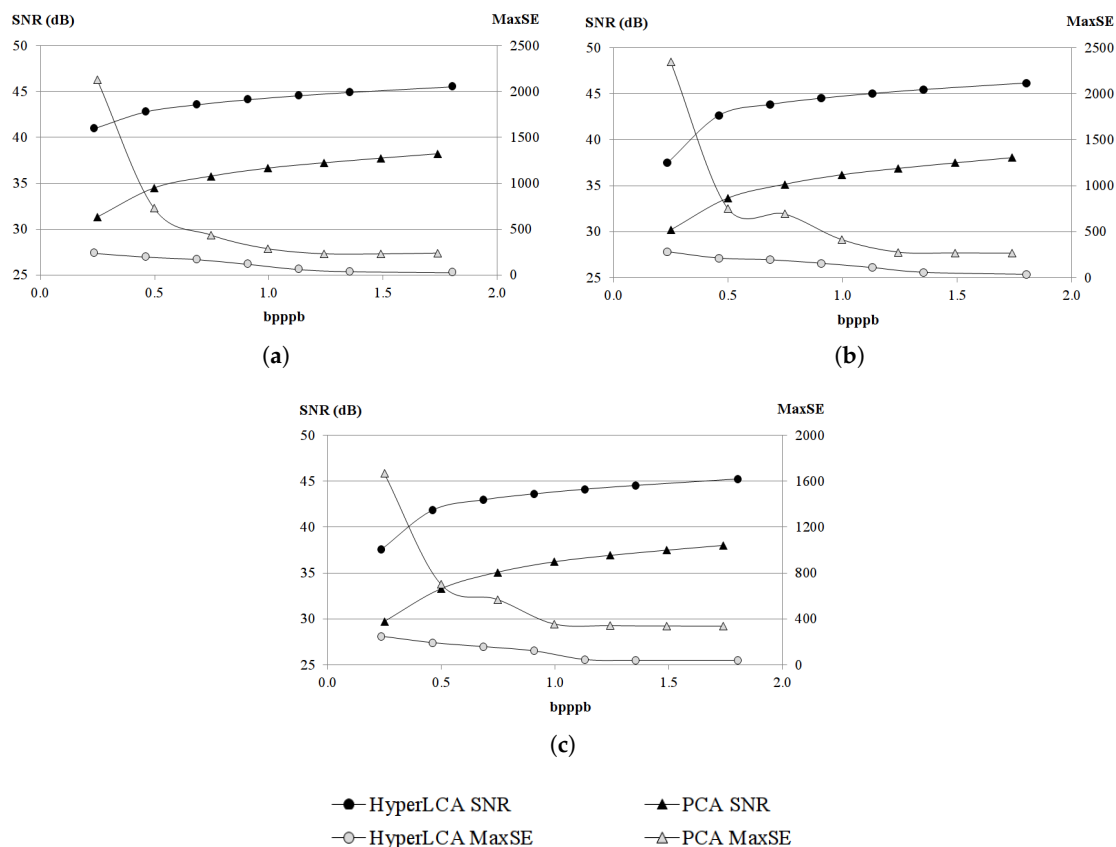 SNR (dB) MaxSE
50 2500
45 2000
40 1500
35 1000
30 500
25 0
0.0 0.5 1.0 1.5 2.0
bpppb
(a)
SNR (dB) MaxSE
50 2500
45 2000
40 1500
35 1000
30 500
25 0
0.0 0.5 1.0 1.5 2.0
bpppb
(b)
SNR (dB) MaxSE
50 2000
45 1600
40 1200
35 800
30 400
25 0
0.0 0.5 1.0 1.5 2.0
bpppb
(c)
HyperLCA SNR PCA SNR
HyperLCA MaxSE PCA MaxSE